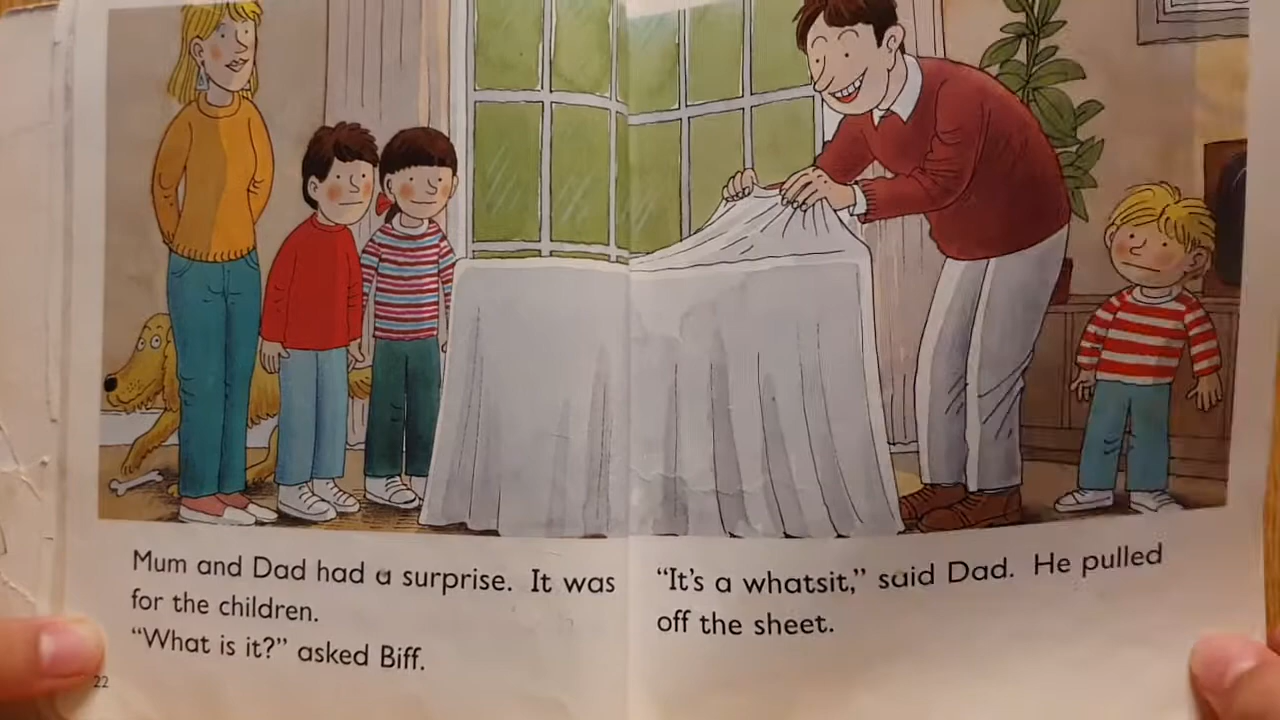 Mum and Dad had a surprise. It was
for the children.
“What is it?” asked Biff.
22
“It’s a whatsit,” said Dad. He pulled
off the sheet.